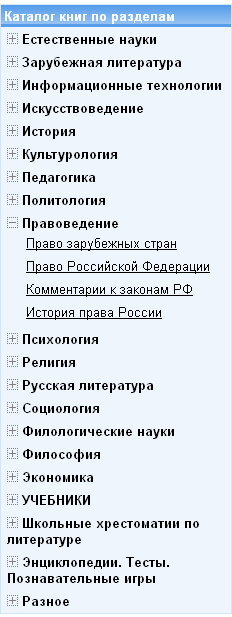 Каталог книг по разделам
Естественные науки
Зарубежная литература
Информационные технологии
Искусствоведение
История
Культурология
Педагогика
Политология
Правоведение
Право зарубежных стран
Право Российской Федерации
Комментарии к законам РФ
История права России
Психология
Религия
Русская литература
Социология
Филологические науки
Философия
Экономика
УЧЕБНИКИ
Школьные хрестоматии по
литературе
Энциклопедии. Тесты.
Познавательные игры
Разное